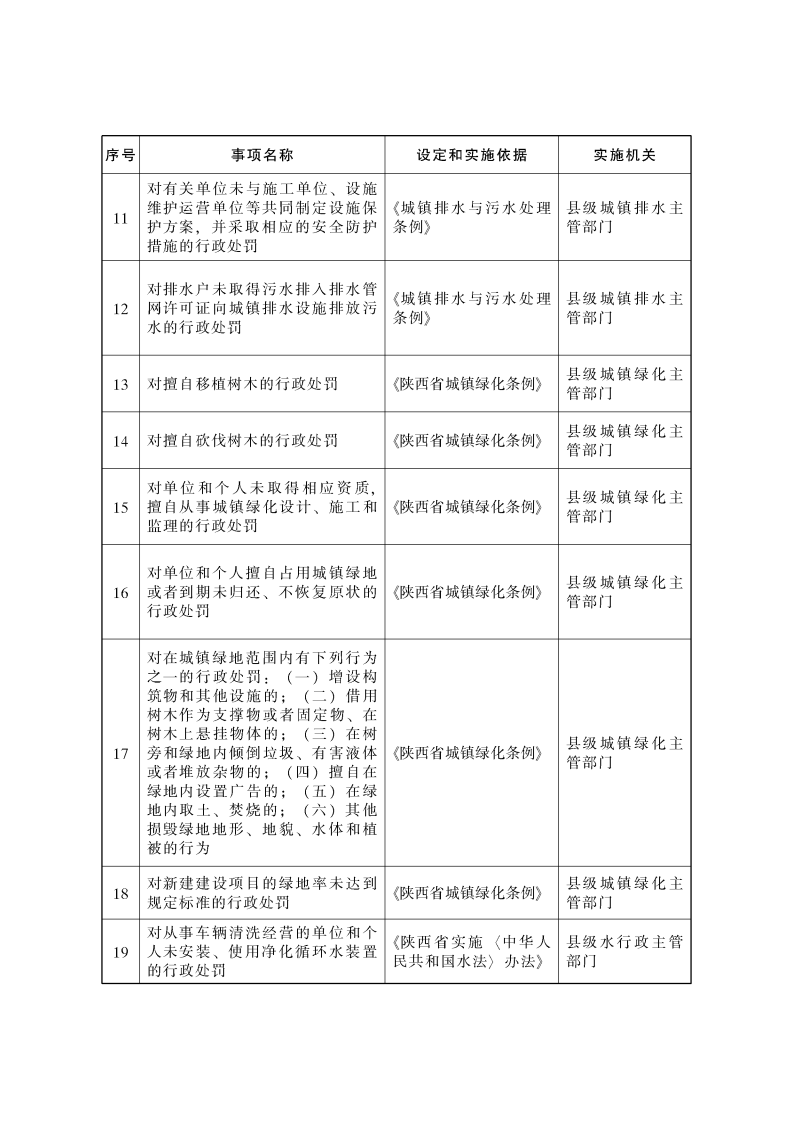 序号 事项名称 设定和实施依据 实施机关
11
对有关单位未与施工单位、设施
维护运营单位等共同制定设施保
护方案，并采取相应的安全防护
措施的行政处罚
《城镇排水与污水处理
条例》
县级城镇排水主
管部门
12
对排水户未取得污水排入排水管
网许可证向城镇排水设施排放污
水的行政处罚
《城镇排水与污水处理
条例》
县级城镇排水主
管部门
13
对擅自移植树木的行政处罚
《陕西省城镇绿化条例》
县级城镇绿化主
管部门
14
对擅自砍伐树木的行政处罚
《陕西省城镇绿化条例》
县级城镇绿化主
管部门
15
对单位和个人未取得相应资质，
擅自从事城镇绿化设计、施工和
监理的行政处罚
《陕西省城镇绿化条例》
县级城镇绿化主
管部门
16
对单位和个人擅自占用城镇绿地
或者到期未归还、不恢复原状的
行政处罚
《陕西省城镇绿化条例》
县级城镇绿化主
管部门
17
对在城镇绿地范围内有下列行为
之一的行政处罚：（一）增设构
筑物和其他设施的；（二）借用
树木作为支撑物或者固定物、在
树木上悬挂物体的；（三）在树
旁和绿地内倾倒垃圾、有害液体
或者堆放杂物的；（四）擅自在
绿地内设置广告的；（五）在绿
地内取土、焚烧的；（六）其他
损毁绿地地形、地貌、水体和植
被的行为
《陕西省城镇绿化条例》
县级城镇绿化主
管部门
18
对新建建设项目的绿地率未达到
规定标准的行政处罚
《陕西省城镇绿化条例》
县级城镇绿化主
管部门
19
对从事车辆清洗经营的单位和个
人未安装、使用净化循环水装置
的行政处罚
《陕西省实施〈中华人
民共和国水法〉办法》
县级水行政主管
部门